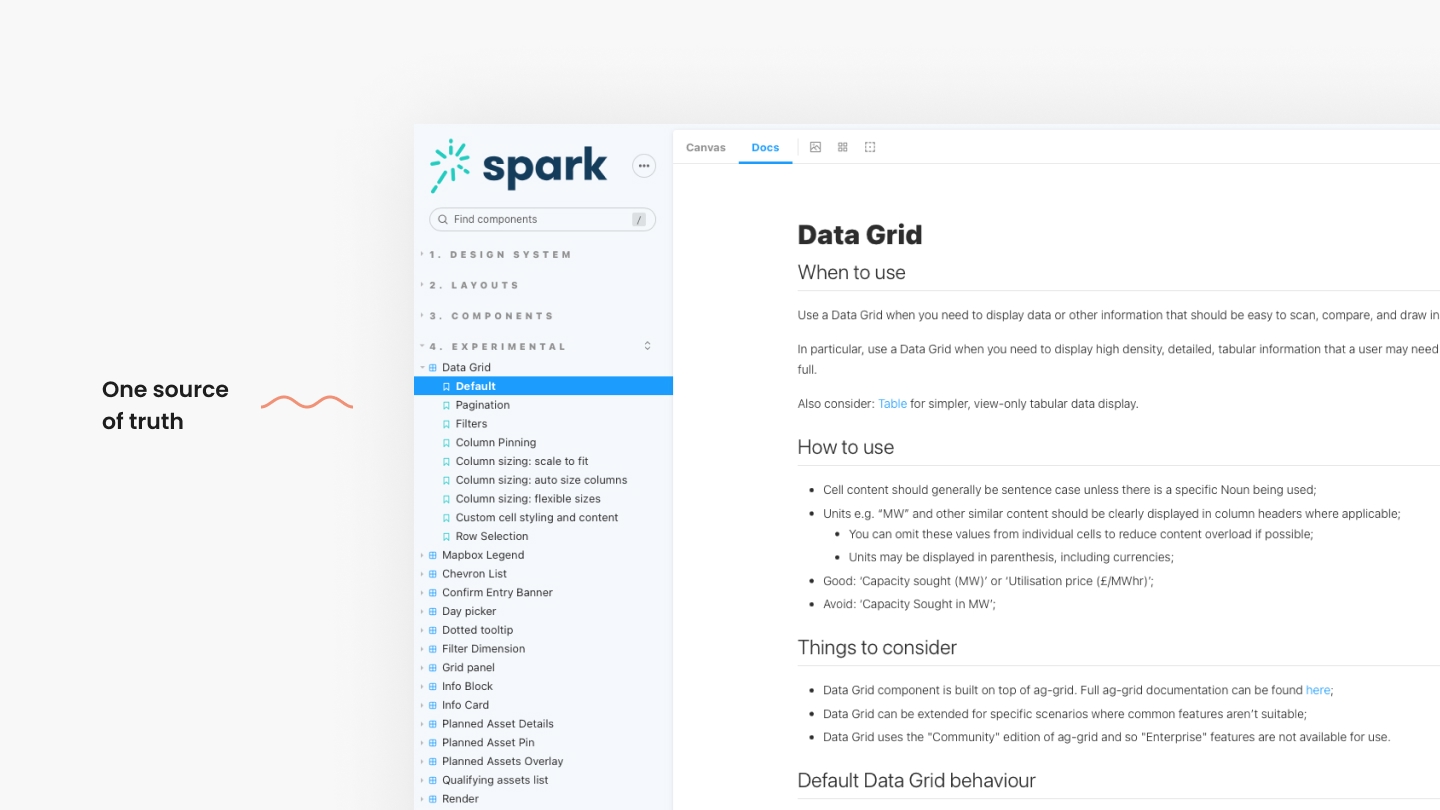 One source
of truth
spark
Find components
/
1. DESIGN SYSTEM
2. LAYOUTS
3. COMPONENTS
4. EXPERIMENTAL
Data Grid
Default
Pagination
Filters
Column Pinning
Column sizing: scale to fit
Column sizing: auto size columns
Column sizing: flexible sizes
Custom cell styling and content
Row Selection
Mapbox Legend
Chevron List
Confirm Entry Banner
Day picker
Dotted tooltip
Filter Dimension
Grid panel
Info Block
Info Card
Planned Asset Details
Planned Asset Pin
Planned Assets Overlay
Qualifying assets list
Render
Canvas
Docs
Data Grid
When to use
Use a Data Grid when you need to display data or other information that should be easy to scan, compare, and draw in
In particular, use a Data Grid when you need to display high density, detailed, tabular information that a user may need
full.
Also consider: Table for simpler, view-only tabular data display.
How to use
• Cell content should generally be sentence case unless there is a specific Noun being used;
• Units e.g. “MW” and other similar content should be clearly displayed in column headers where applicable;
• You can omit these values from individual cells to reduce content overload if possible;
• Units may be displayed in parenthesis, including currencies;
• Good: ‘Capacity sought (MW)’ or ‘Utilisation price (£/MWhr)’;
• Avoid: ‘Capacity Sought in MW’;
Things to consider
• Data Grid component is built on top of ag-grid. Full ag-grid documentation can be found here;
• Data Grid can be extended for specific scenarios where common features aren’t suitable;
• Data Grid uses the "Community" edition of ag-grid and so "Enterprise" features are not available for use.
Default Data Grid behaviour